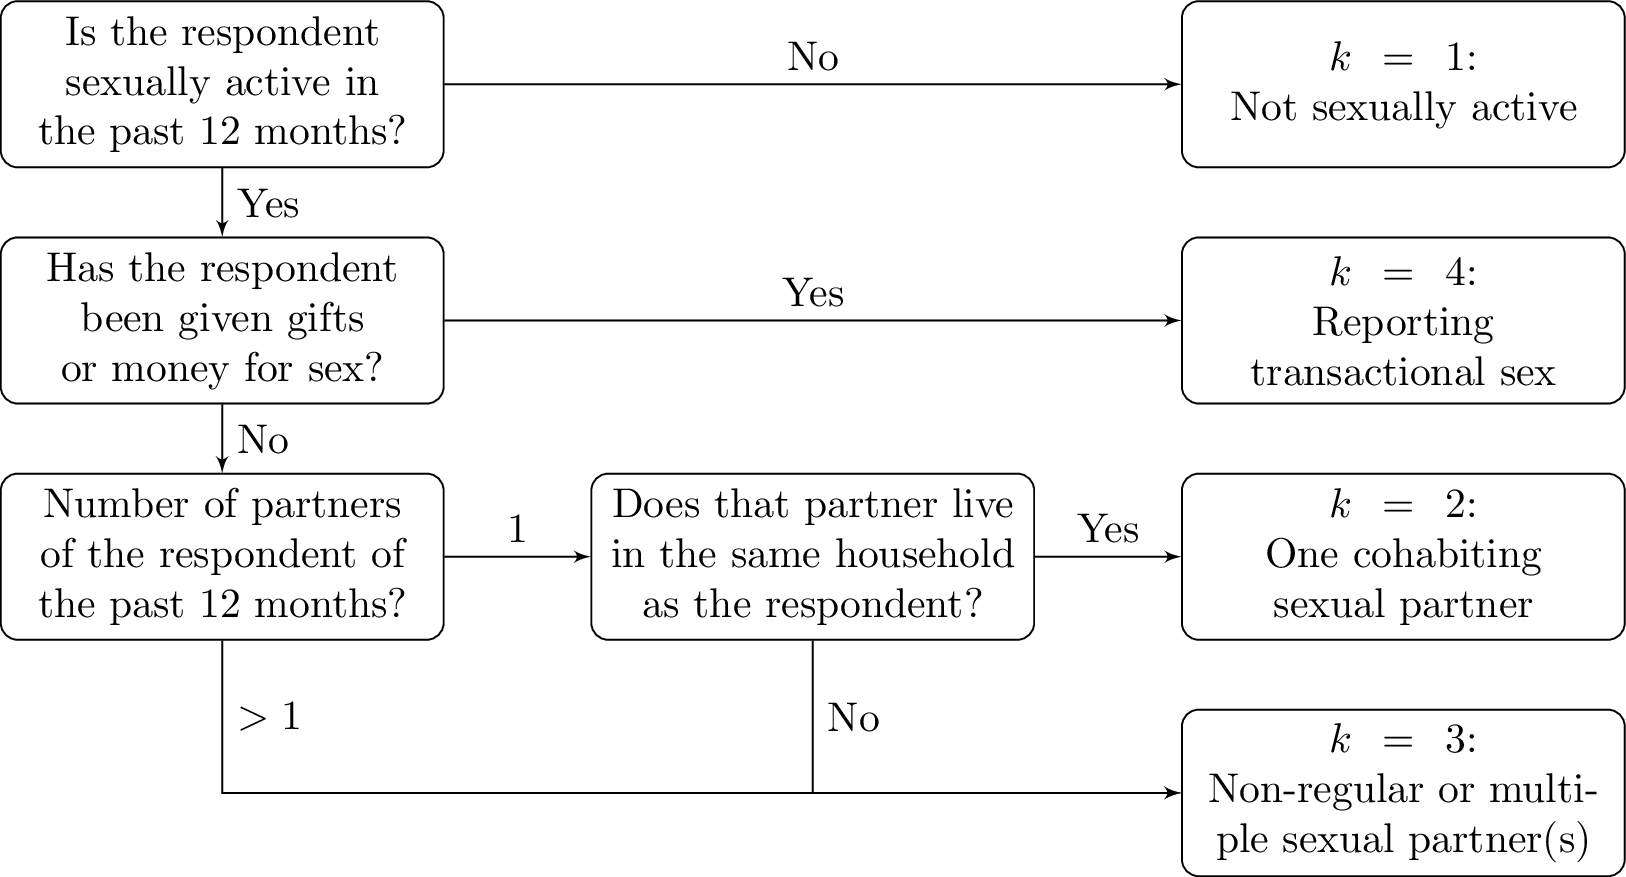 Is the respondent
sexually active in
the past 12 months?
No
k = 1:
Not sexually active
Yes
Has the respondent
been given gifts
or money for sex?
Yes
k = 4:
Reporting
transactional sex
No
Number of partners
of the respondent of
the past 12 months?
1
Does that partner live
in the same household
as the respondent?
Yes
k = 2:
One cohabiting
sexual partner
> 1
No
k = 3:
Non-regular or multi-
ple sexual partner(s)